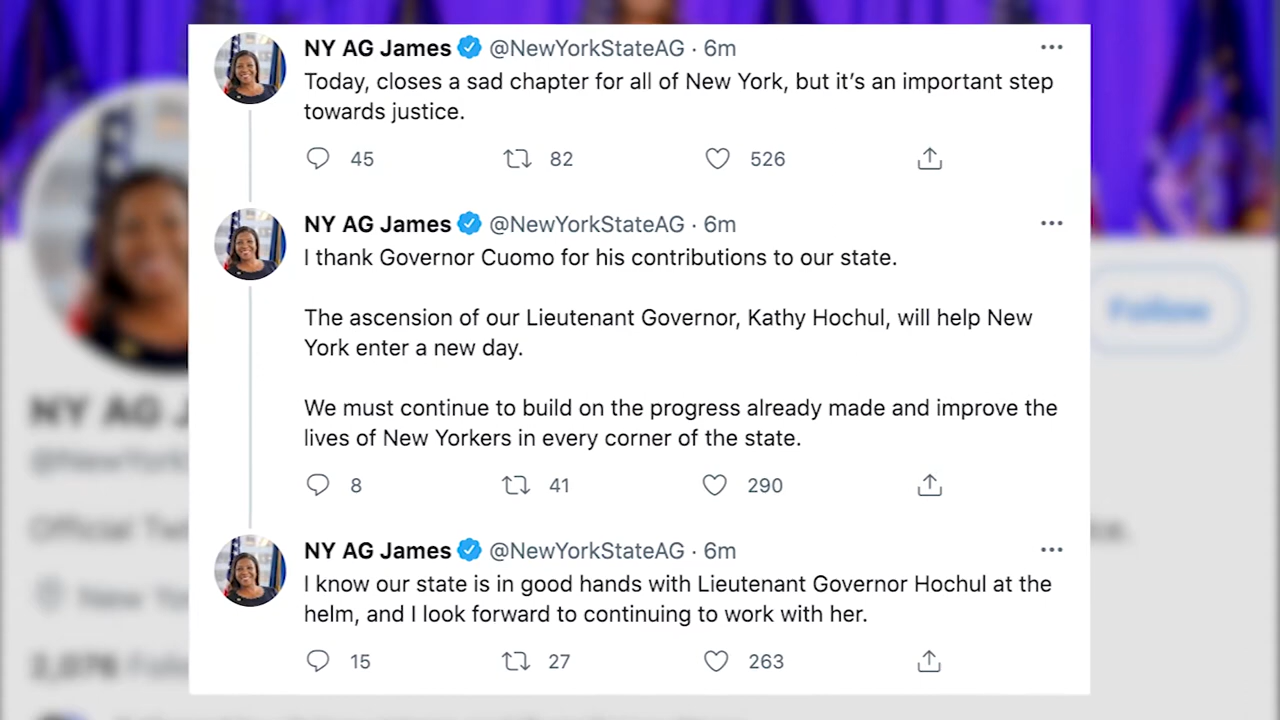 NY AG James @NewYorkStateAG · 6m
Today, closes a sad chapter for all of New York, but it's an important step
towards justice.
45 82 526
NY AG James @NewYorkStateAG · 6m
I thank Governor Cuomo for his contributions to our state.
The ascension of our Lieutenant Governor, Kathy Hochul, will help New
York enter a new day.
We must continue to build on the progress already made and improve the
lives of New Yorkers in every corner of the state.
8 41 290
NY AG James @NewYorkStateAG · 6m
I know our state is in good hands with Lieutenant Governor Hochul at the
helm, and I look forward to continuing to work with her.
15 27 263
Follow
NY AG